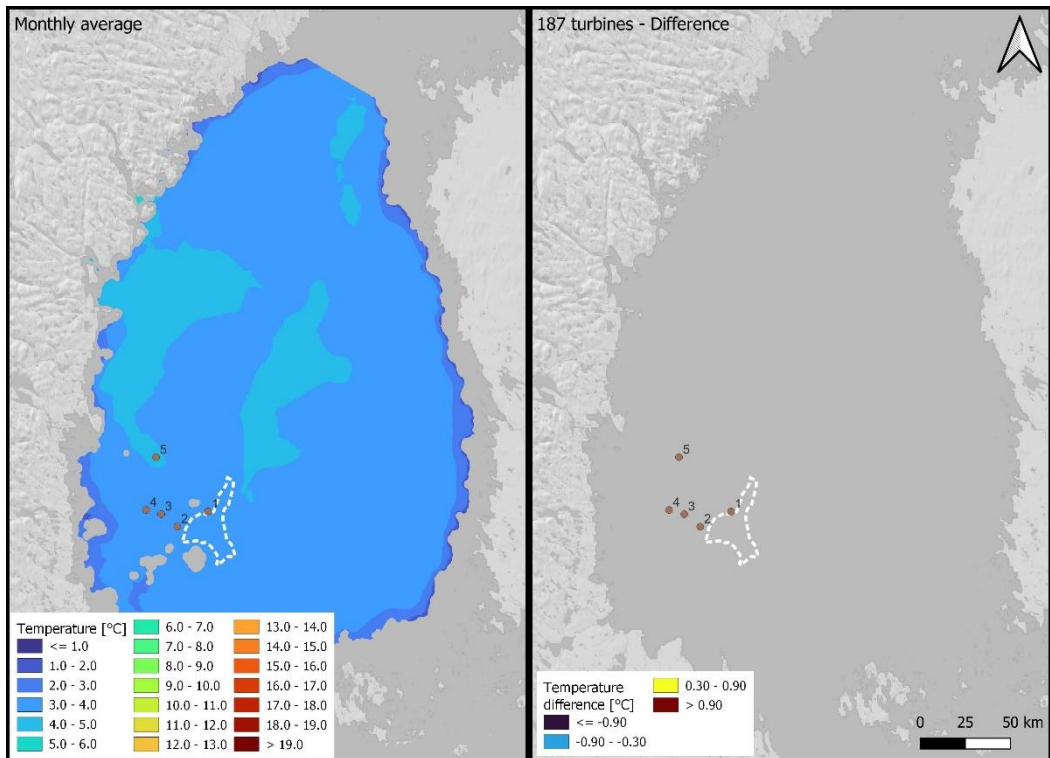 Monthly average
5
4
3
2
1
Temperature [°C]
<= 1.0
1.0 - 2.0
2.0 - 3.0
3.0 - 4.0
4.0 - 5.0
5.0 - 6.0
6.0 - 7.0
7.0 - 8.0
8.0 - 9.0
9.0 - 10.0
10.0 - 11.0
11.0 - 12.0
12.0 - 13.0
13.0 - 14.0
14.0 - 15.0
15.0 - 16.0
16.0 - 17.0
17.0 - 18.0
18.0 - 19.0
> 19.0
187 turbines - Difference
5
4
3
2
1
Temperature
difference [°C]
<= -0.90
-0.90 - -0.30
0.30 - 0.90
> 0.90
0 25 50 km